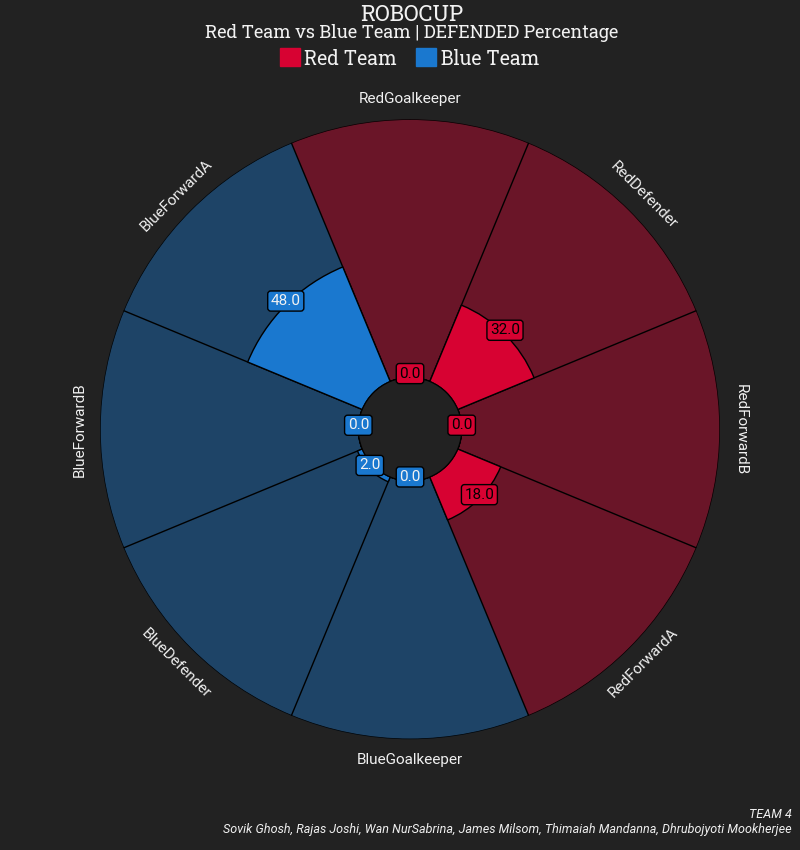 ROBOCUP
Red Team vs Blue Team | DEFENDED Percentage
Red Team Blue Team
RedGoalkeeper
BlueForwardA
RedDefender
48.0
32.0
0.0
BlueForwardB
0.0
0.0
RedForwardB
2.0
0.0
18.0
BlueDefender
RedForwardA
BlueGoalkeeper
TEAM 4
Sovik Ghosh, Rajas Joshi, Wan NurSabrina, James Milsom, Thimaiah Mandanna, Dhrubojyoti Mookherjee